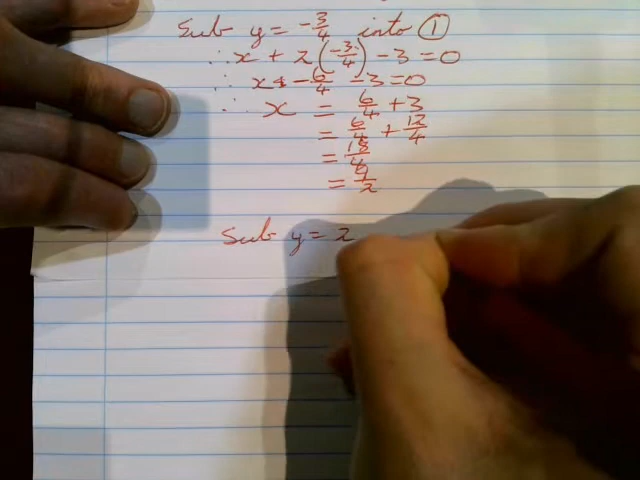 Sub y = -3/4 into ①
∴ x + 2(-3/4) - 3 = 0
∴ x - 6/4 - 3 = 0
∴ x = 6/4 + 3
= 6/4 + 12/4
= 18/4
= 9/2
Sub y = 2